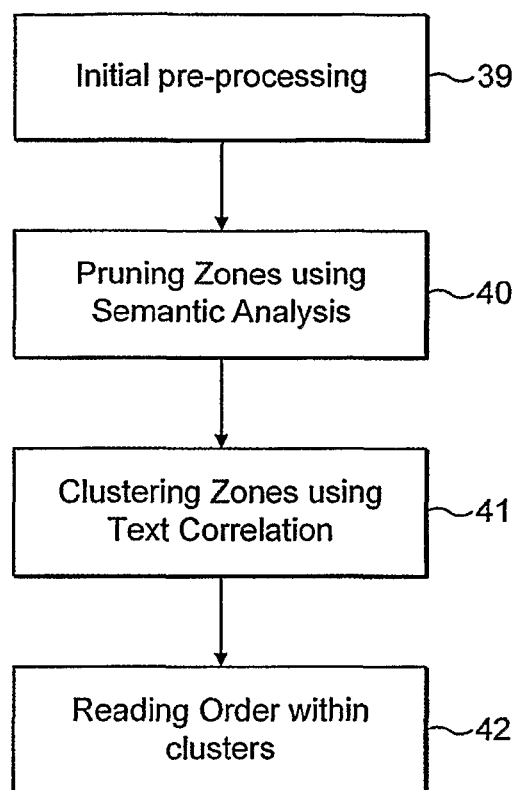 Initial pre-processing
39
Pruning Zones using
Semantic Analysis
40
Clustering Zones using
Text Correlation
41
Reading Order within
clusters
42